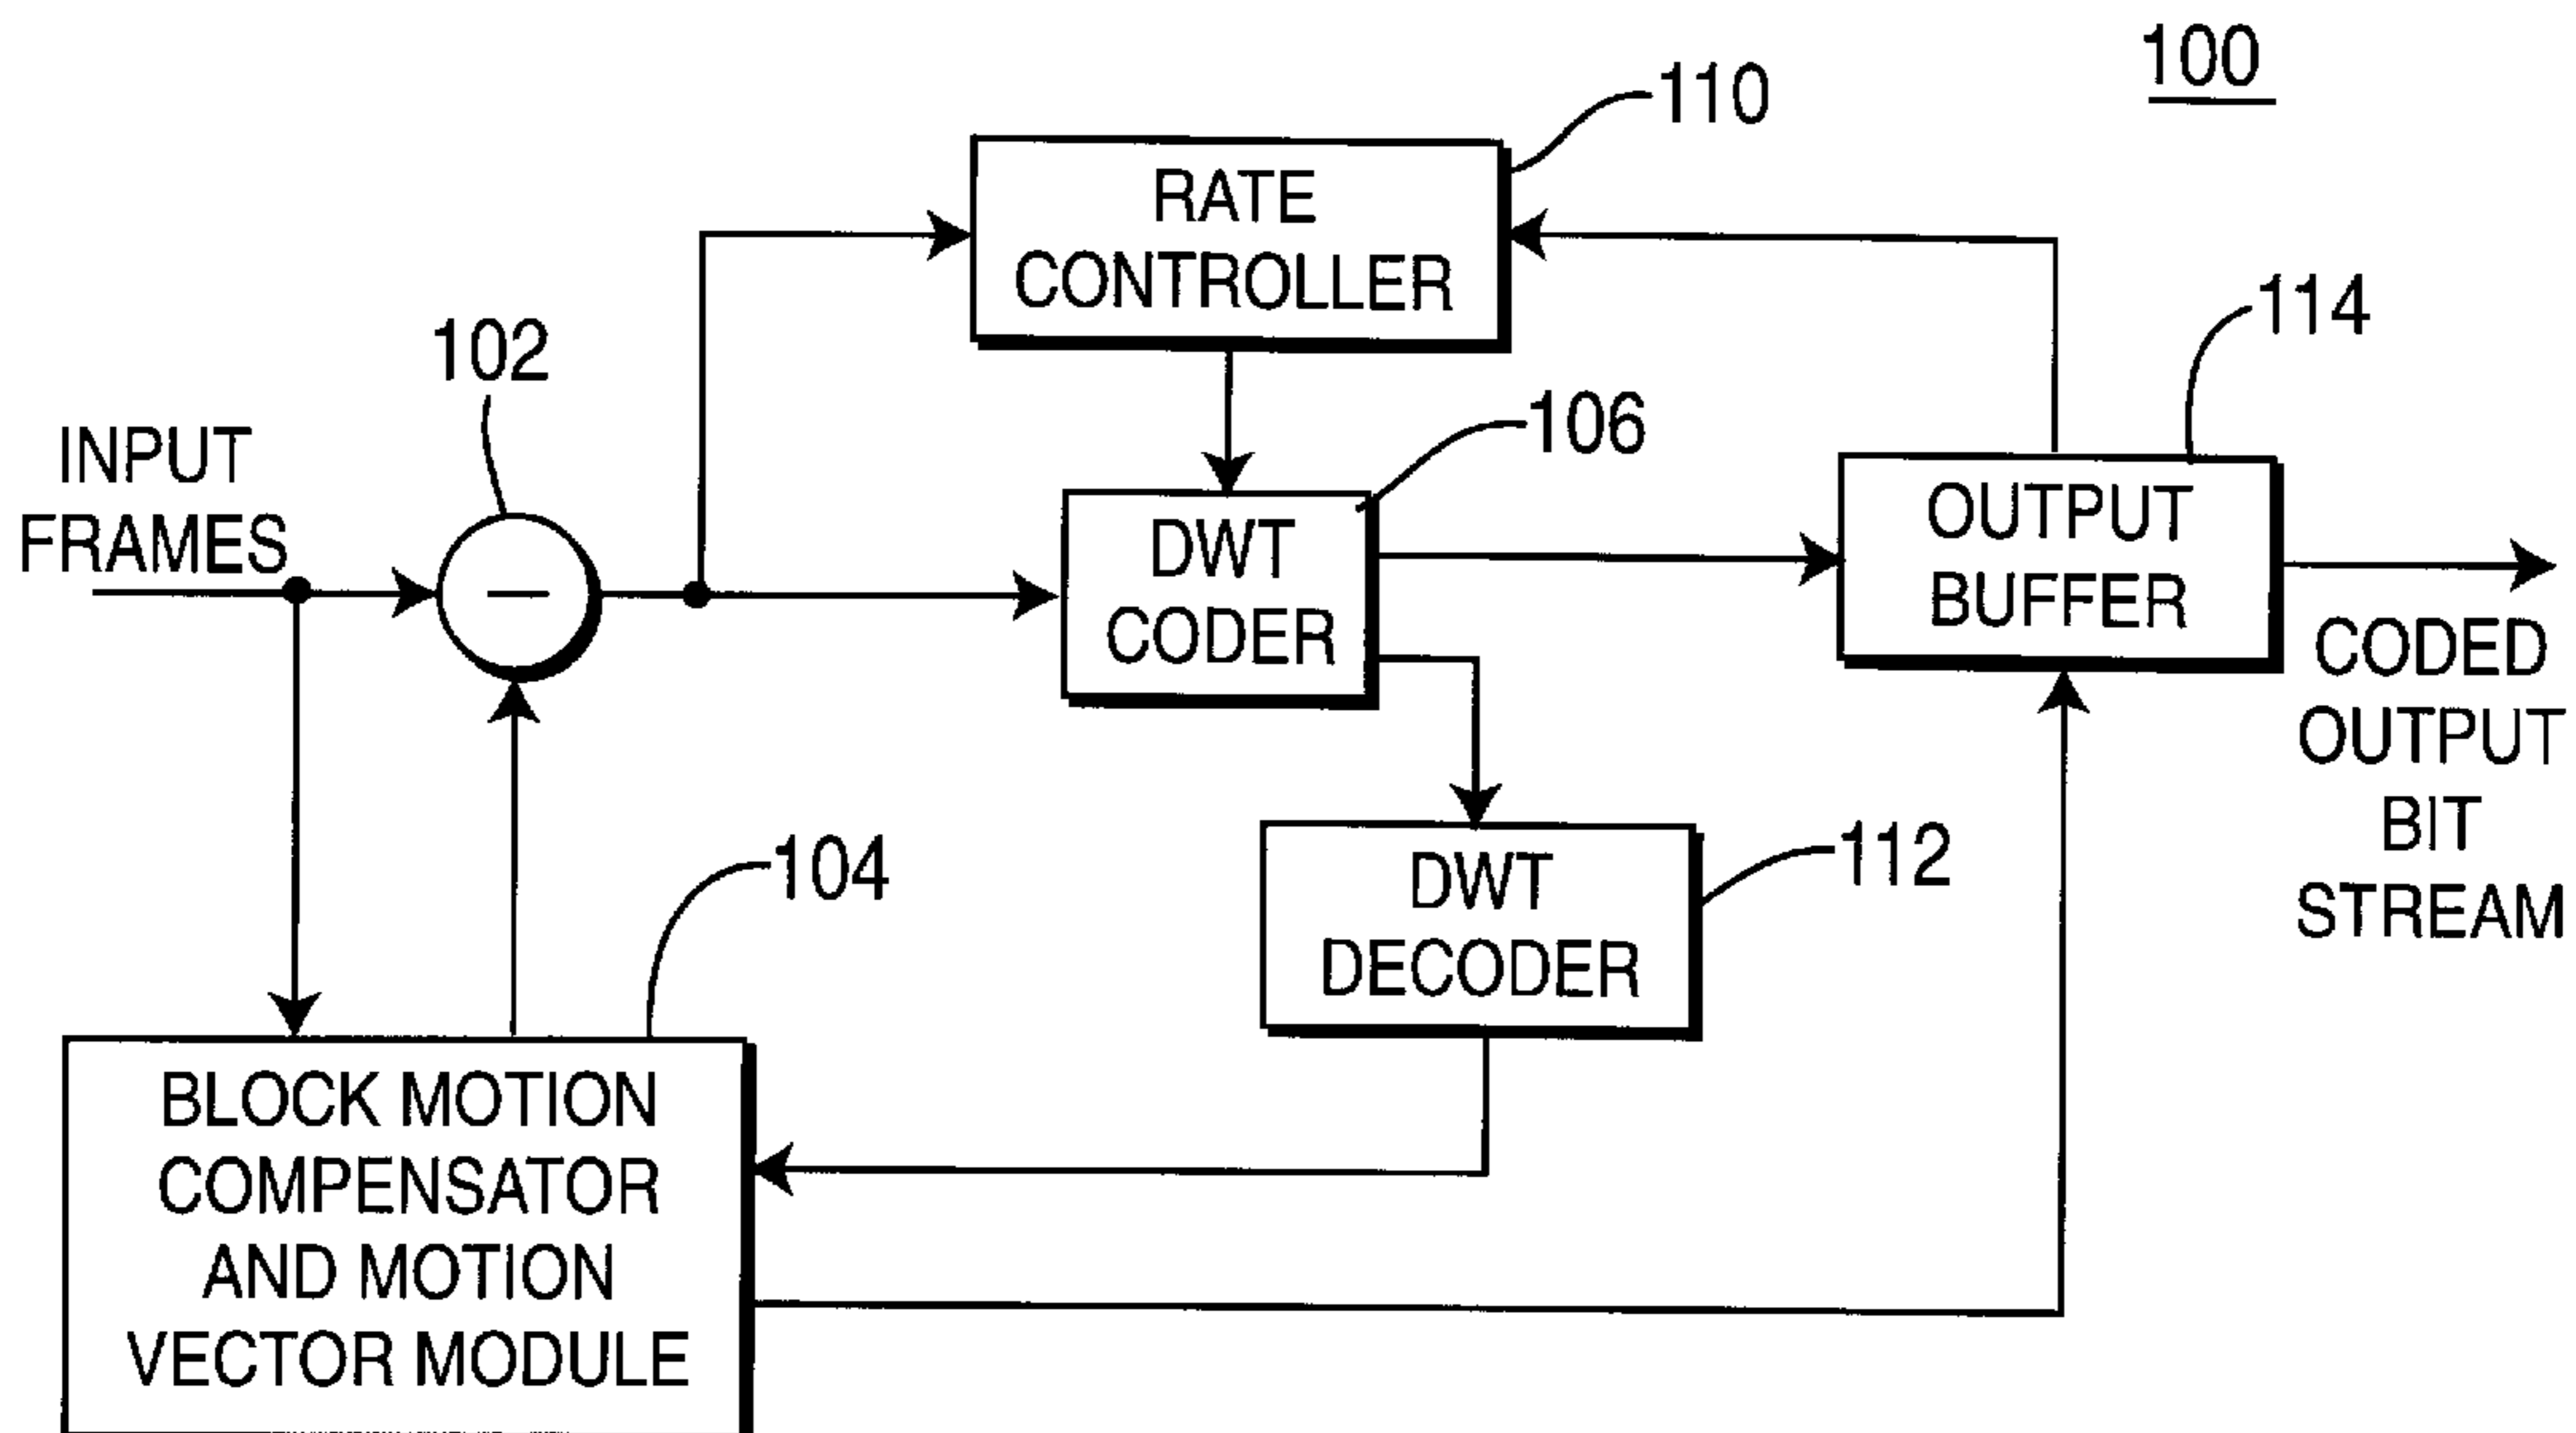 100
110
RATE
CONTROLLER
114
102
106
INPUT
FRAMES
—
DWT
CODER
OUTPUT
BUFFER
CODED
OUTPUT
BIT
STREAM
104
112
DWT
DECODER
BLOCK MOTION
COMPENSATOR
AND MOTION
VECTOR MODULE